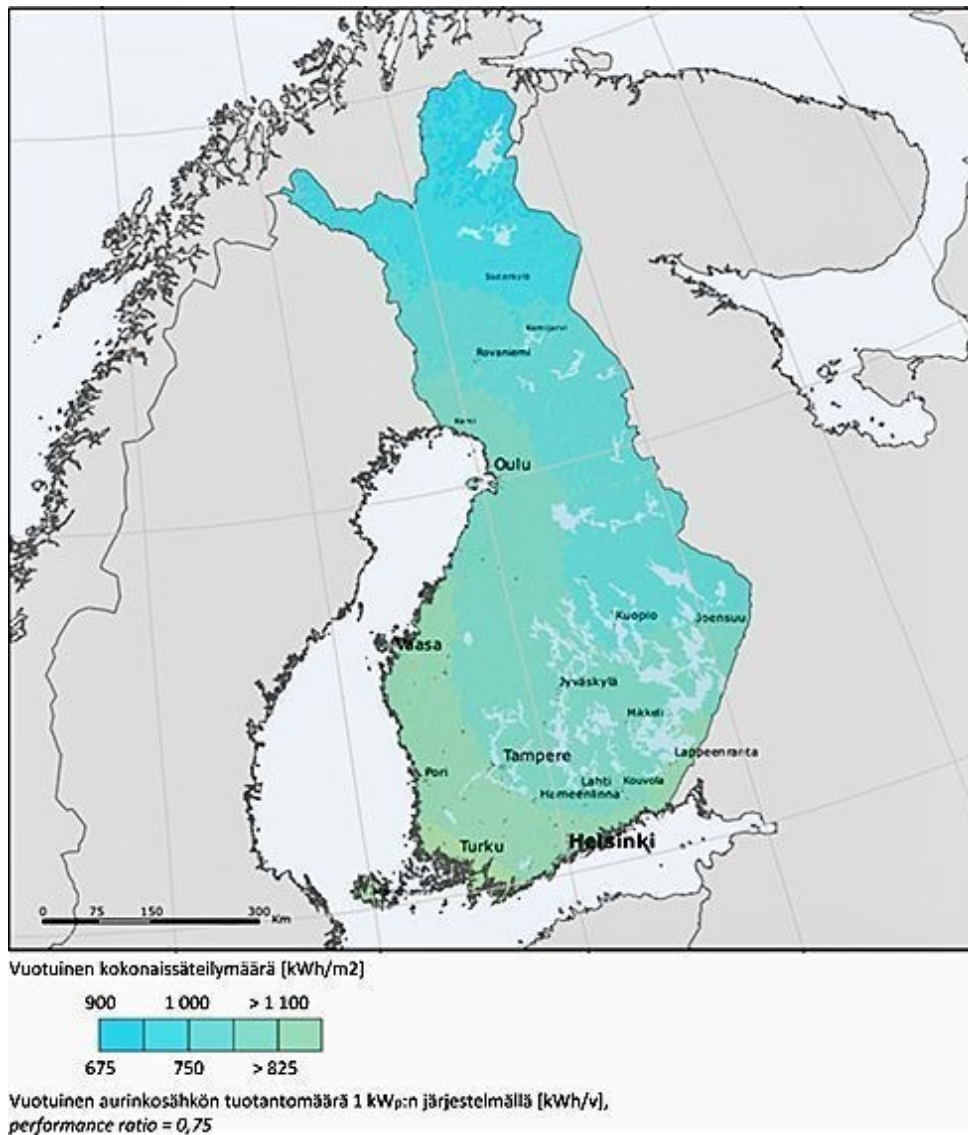 Sodankylä
Kemijärvi
Rovaniemi
Kemi
Oulu
Kuopio
Joensuu
Vaasa
Jyväskylä
Mikkeli
Tampere
Lappeenranta
Pori
Lahti
Kouvola
Hämeenlinna
Turku
Helsinki
0 75 150 300
Km
Vuotuinen kokonaissäteilymäärä [kWh/m2]
900 1 000 > 1 100
675 750 > 825
Vuotuinen aurinkosähkön tuotantomäärä 1 kWp:n järjestelmällä [kWh/v],
performance ratio = 0,75